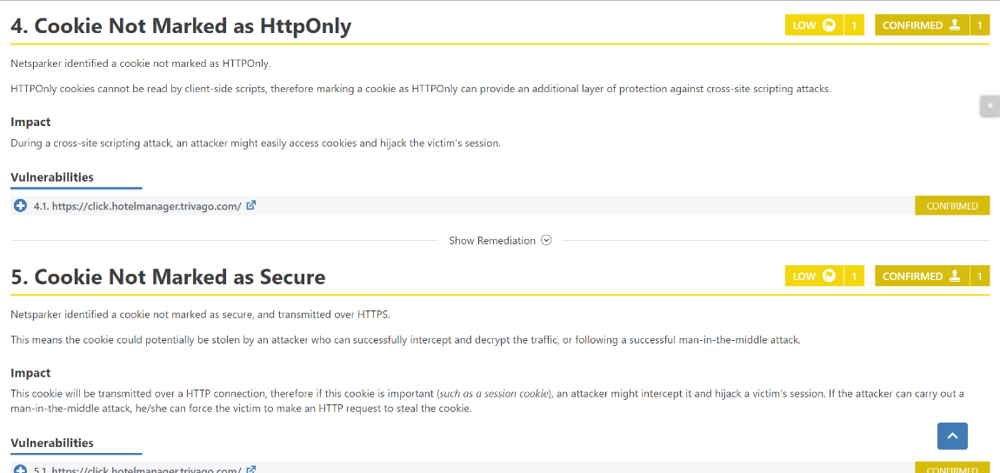 4. Cookie Not Marked as HttpOnly
LOW 1 CONFIRMED 1
Netsparker identified a cookie not marked as HTTPOnly.
HTTPOnly cookies cannot be read by client-side scripts, therefore marking a cookie as HTTPOnly can provide an additional layer of protection against cross-site scripting attacks.
Impact
During a cross-site scripting attack, an attacker might easily access cookies and hijack the victim's session.
Vulnerabilities
4.1. https://click.hotelmanager.trivago.com/ CONFIRMED
Show Remediation
5. Cookie Not Marked as Secure
LOW 1 CONFIRMED 1
Netsparker identified a cookie not marked as secure, and transmitted over HTTPS.
This means the cookie could potentially be stolen by an attacker who can successfully intercept and decrypt the traffic, or following a successful man-in-the-middle attack.
Impact
This cookie will be transmitted over a HTTP connection, therefore if this cookie is important (such as a session cookie), an attacker might intercept it and hijack a victim's session. If the attacker can carry out a
man-in-the-middle attack, he/she can force the victim to make an HTTP request to steal the cookie.
Vulnerabilities
5.1. https://click.hotelmanager.trivago.com/ CONFIRMED